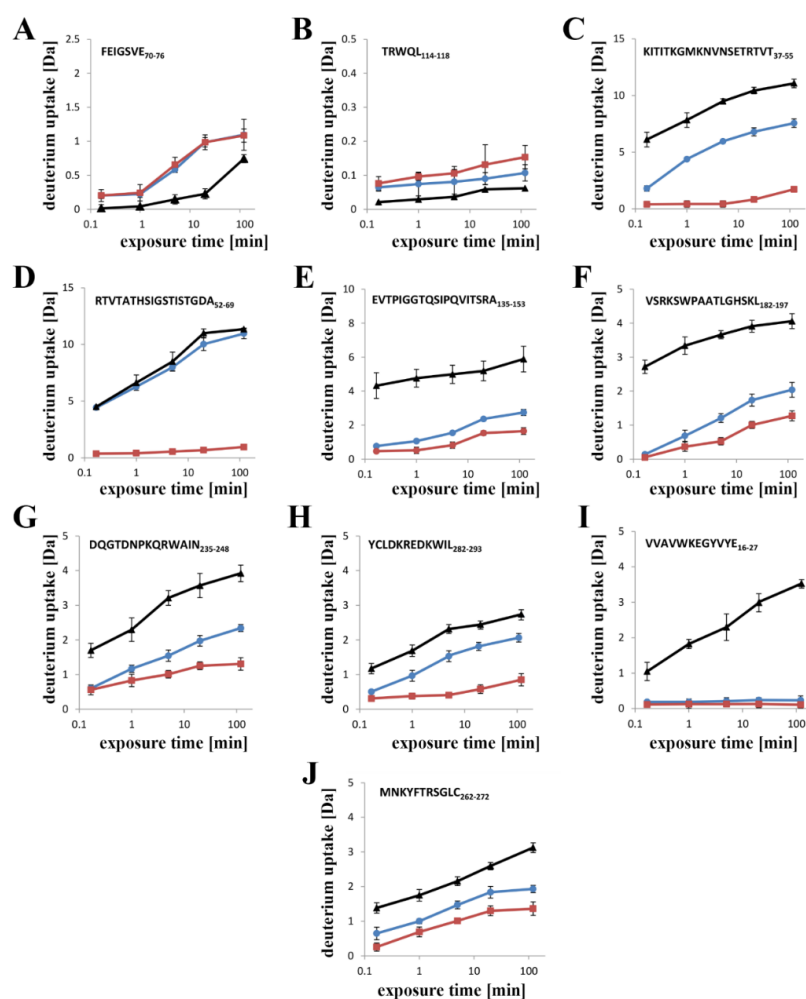 A
FEIGSVE70-76
deuterium uptake [Da]
2.5
2
1.5
1
0.5
0
0.1 1 10 100
exposure time [min]
B
TRWQL114-118
deuterium uptake [Da]
0.5
0.4
0.3
0.2
0.1
0
0.1 1 10 100
exposure time [min]
C
KITITKGMKNVNSETRTVT37-55
deuterium uptake [Da]
15
10
5
0
0.1 1 10 100
exposure time [min]
D
RTVTATHSIGSTISTGDA52-69
deuterium uptake [Da]
15
10
5
0
0.1 1 10 100
exposure time [min]
E
EVTPIGGTQSIPQVITSRA135-153
deuterium uptake [Da]
10
8
6
4
2
0
0.1 1 10 100
exposure time [min]
F
VSRKSWPAATLGHSKL182-197
deuterium uptake [Da]
5
4
3
2
1
0
0.1 1 10 100
exposure time [min]
G
DQGTDNPKQRWAIN235-248
deuterium uptake [Da]
5
4
3
2
1
0
0.1 1 10 100
exposure time [min]
H
YCLDKREDKWIL282-293
deuterium uptake [Da]
5
4
3
2
1
0
0.1 1 10 100
exposure time [min]
I
VVAVWKEGYVYE16-27
deuterium uptake [Da]
5
4
3
2
1
0
0.1 1 10 100
exposure time [min]
J
MNKYFTRSGLC262-272
deuterium uptake [Da]
5
4
3
2
1
0
0.1 1 10 100
exposure time [min]